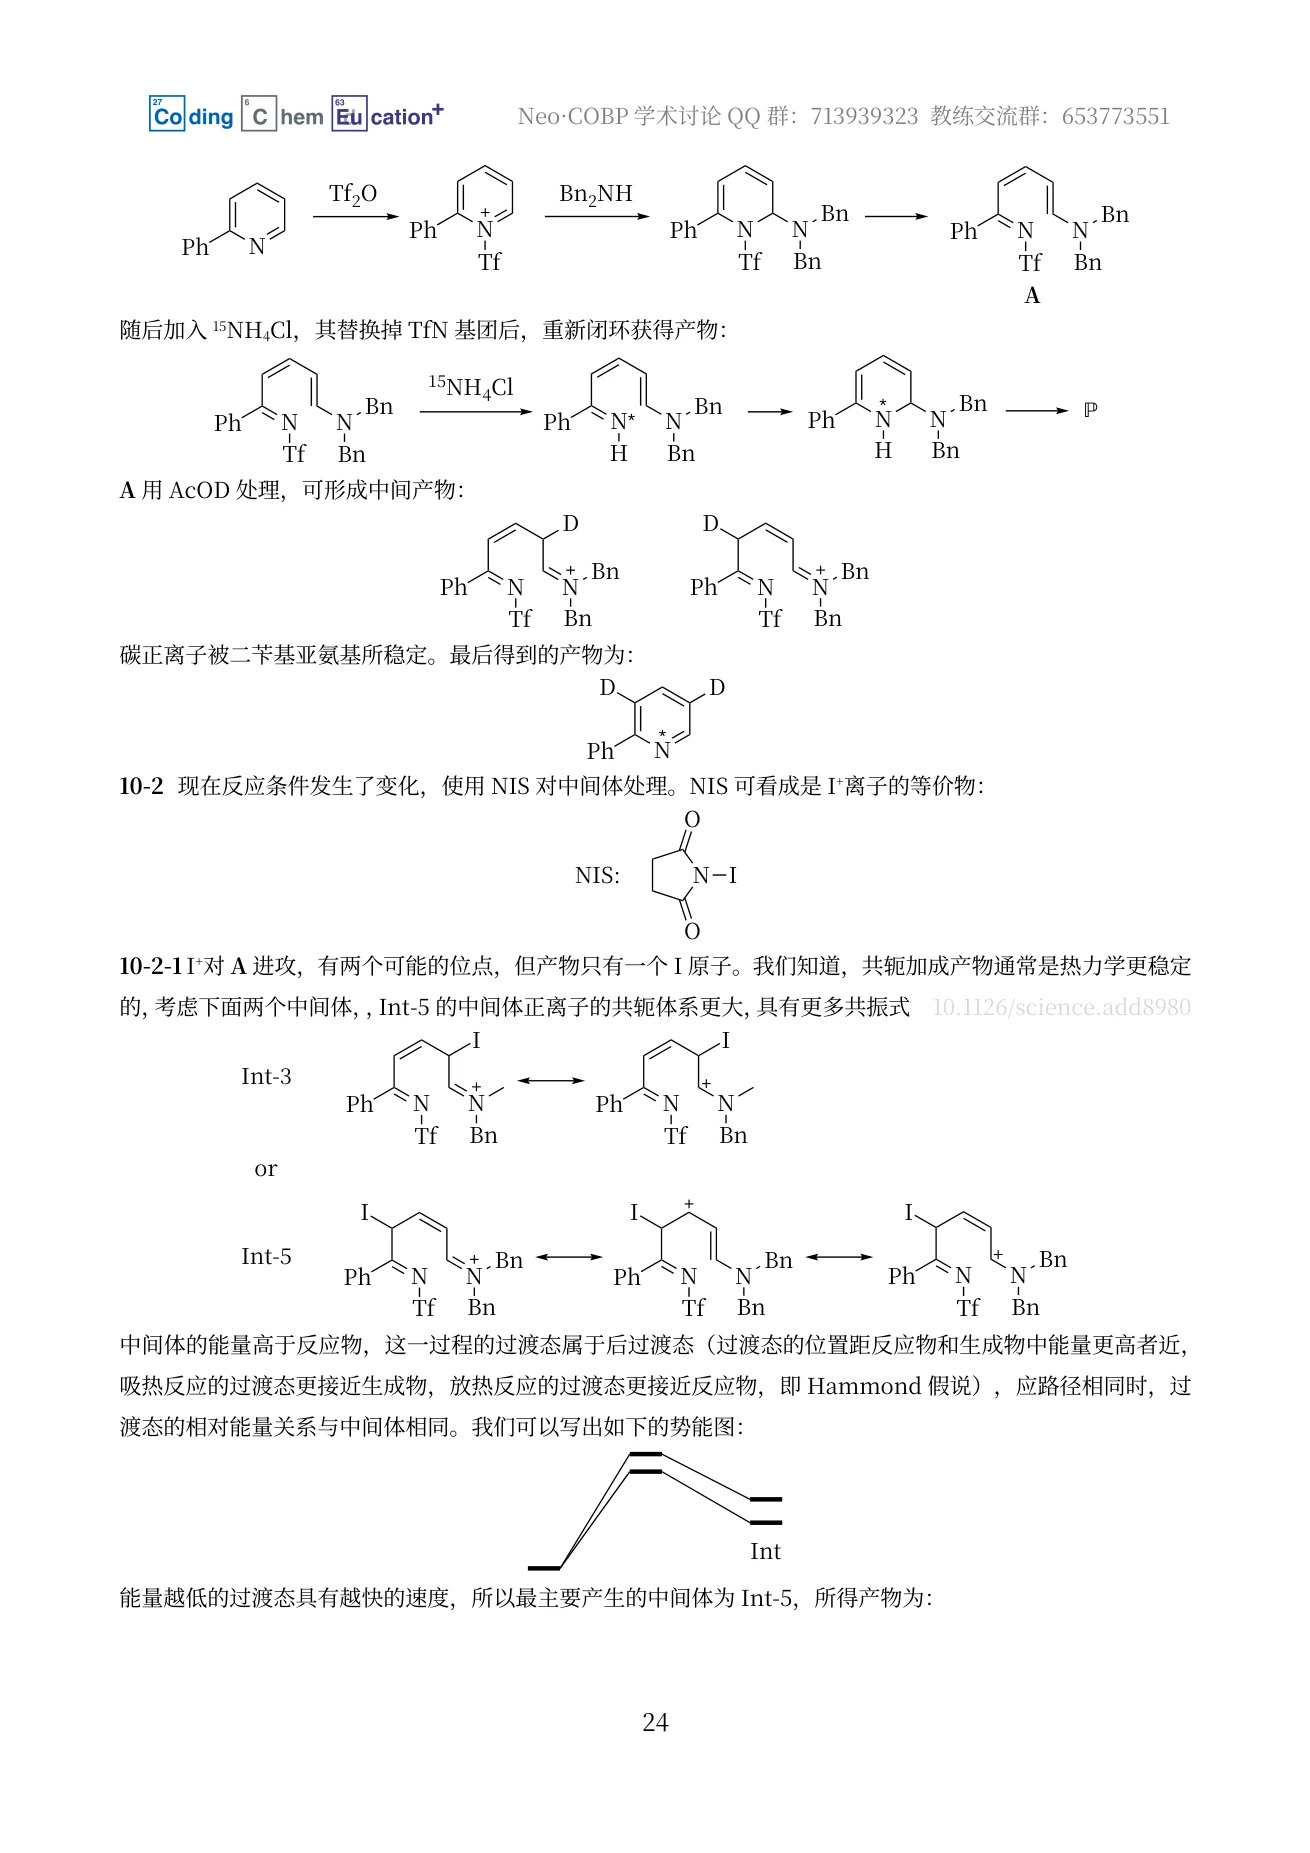 27 Co ding 6 C hem 63 Eu cation+ Neo·COBP 学术讨论 QQ 群：713939323 教练交流群：653773551
Tf2O Bn2NH
Ph N Ph N+ Tf Ph N Tf N Bn Bn Ph N Tf N Bn Bn
A
随后加入 ¹⁵NH₄Cl，其替换掉 TfN 基团后，重新闭环获得产物：
¹⁵NH₄Cl
Ph N Tf N Bn Bn Ph N* H N Bn Bn Ph N* H N Bn Bn ℙ
A 用 AcOD 处理，可形成中间产物：
D D
Ph N Tf N+ Bn Bn Ph N Tf N+ Bn Bn
碳正离子被二苄基亚氨基所稳定。最后得到的产物为：
D D
Ph N*
10-2 现在反应条件发生了变化，使用 NIS 对中间体处理。NIS 可看成是 I⁺离子的等价物：
O
NIS: N−I
O
10-2-1 I⁺对 A 进攻，有两个可能的位点，但产物只有一个 I 原子。我们知道，共轭加成产物通常是热力学更稳定
的, 考虑下面两个中间体, , Int-5 的中间体正离子的共轭体系更大, 具有更多共振式 10.1126/science.add8980
I I
Int-3 Ph N Tf N+ Bn Ph N Tf + N Bn
or
I I + I
Int-5 Ph N Tf N+ Bn Bn Ph N Tf N Bn Bn Ph N Tf + N Bn Bn
中间体的能量高于反应物，这一过程的过渡态属于后过渡态（过渡态的位置距反应物和生成物中能量更高者近，
吸热反应的过渡态更接近生成物，放热反应的过渡态更接近反应物，即 Hammond 假说），应路径相同时，过
渡态的相对能量关系与中间体相同。我们可以写出如下的势能图：
Int
能量越低的过渡态具有越快的速度，所以最主要产生的中间体为 Int-5，所得产物为：
24